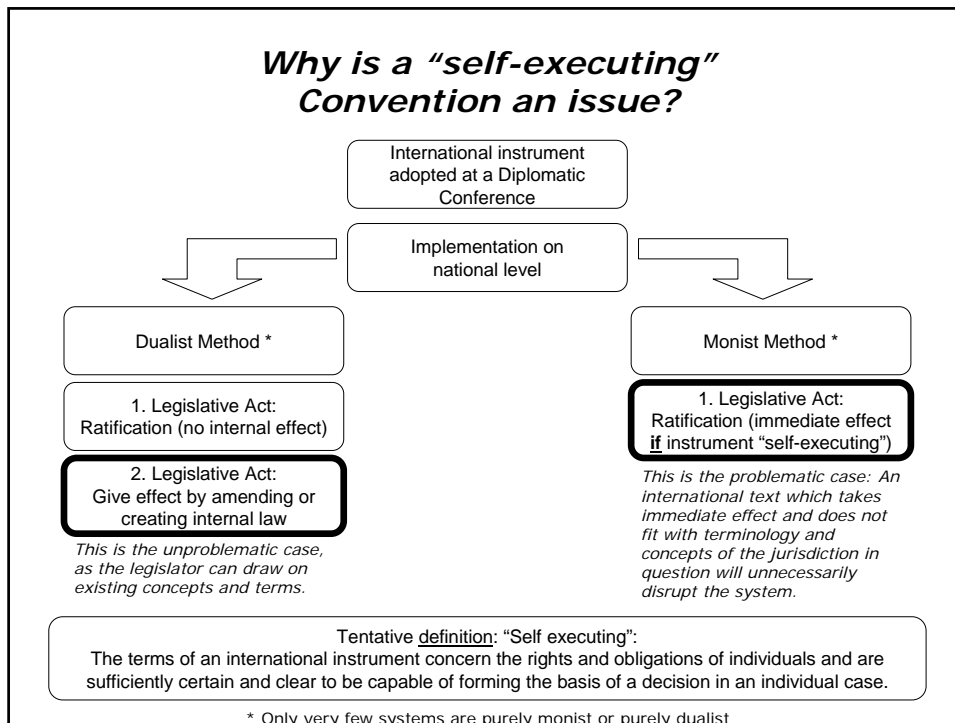 Why is a “self-executing”
Convention an issue?
International instrument
adopted at a Diplomatic
Conference
Implementation on
national level
Dualist Method *
1. Legislative Act:
Ratification (no internal effect)
2. Legislative Act:
Give effect by amending or
creating internal law
This is the unproblematic case,
as the legislator can draw on
existing concepts and terms.
Monist Method *
1. Legislative Act:
Ratification (immediate effect
if instrument “self-executing”)
This is the problematic case: An
international text which takes
immediate effect and does not
fit with terminology and
concepts of the jurisdiction in
question will unnecessarily
disrupt the system.
Tentative definition: “Self executing”:
The terms of an international instrument concern the rights and obligations of individuals and are
sufficiently certain and clear to be capable of forming the basis of a decision in an individual case.
* Only very few systems are purely monist or purely dualist